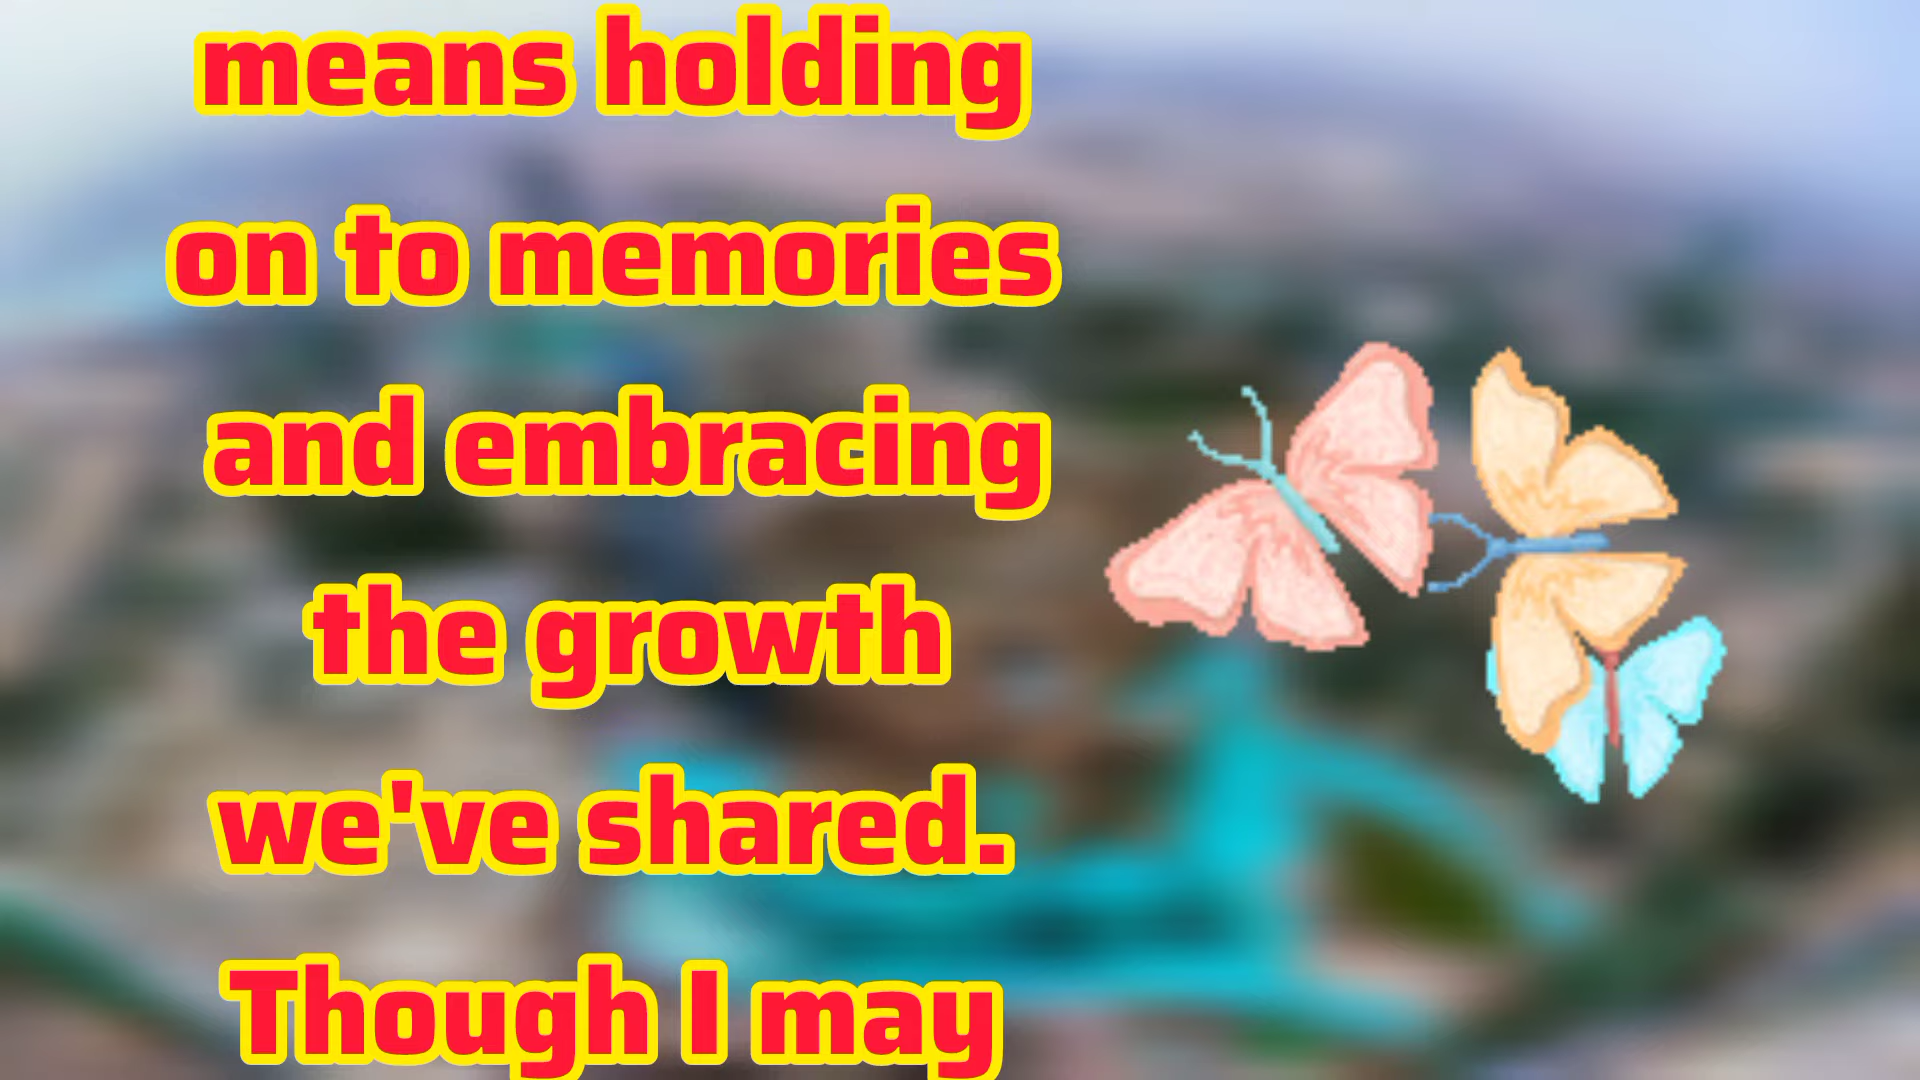 means holding
on to memories
and embracing
the growth
we've shared.
Though I may